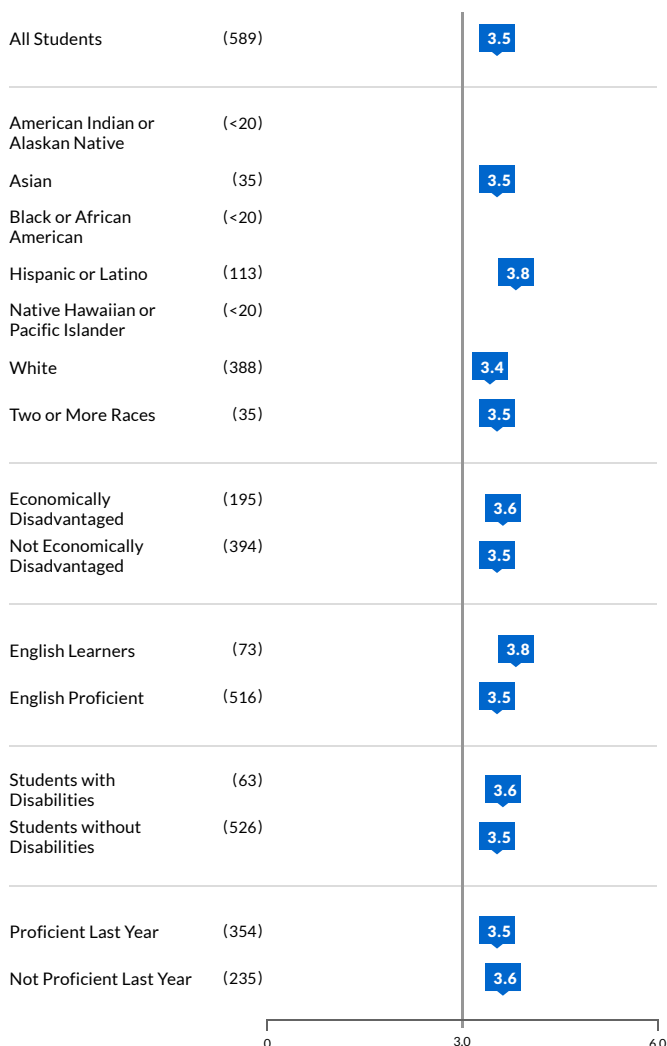 All Students (589) 3.5
American Indian or (<20)
Alaskan Native
Asian (35) 3.5
Black or African (<20)
American
Hispanic or Latino (113) 3.8
Native Hawaiian or (<20)
Pacific Islander
White (388) 3.4
Two or More Races (35) 3.5
Economically (195)
Disadvantaged 3.6
Not Economically (394)
Disadvantaged 3.5
English Learners (73) 3.8
English Proficient (516) 3.5
Students with (63)
Disabilities 3.6
Students without (526)
Disabilities 3.5
Proficient Last Year (354) 3.5
Not Proficient Last Year (235) 3.6
0 3.0 6.0